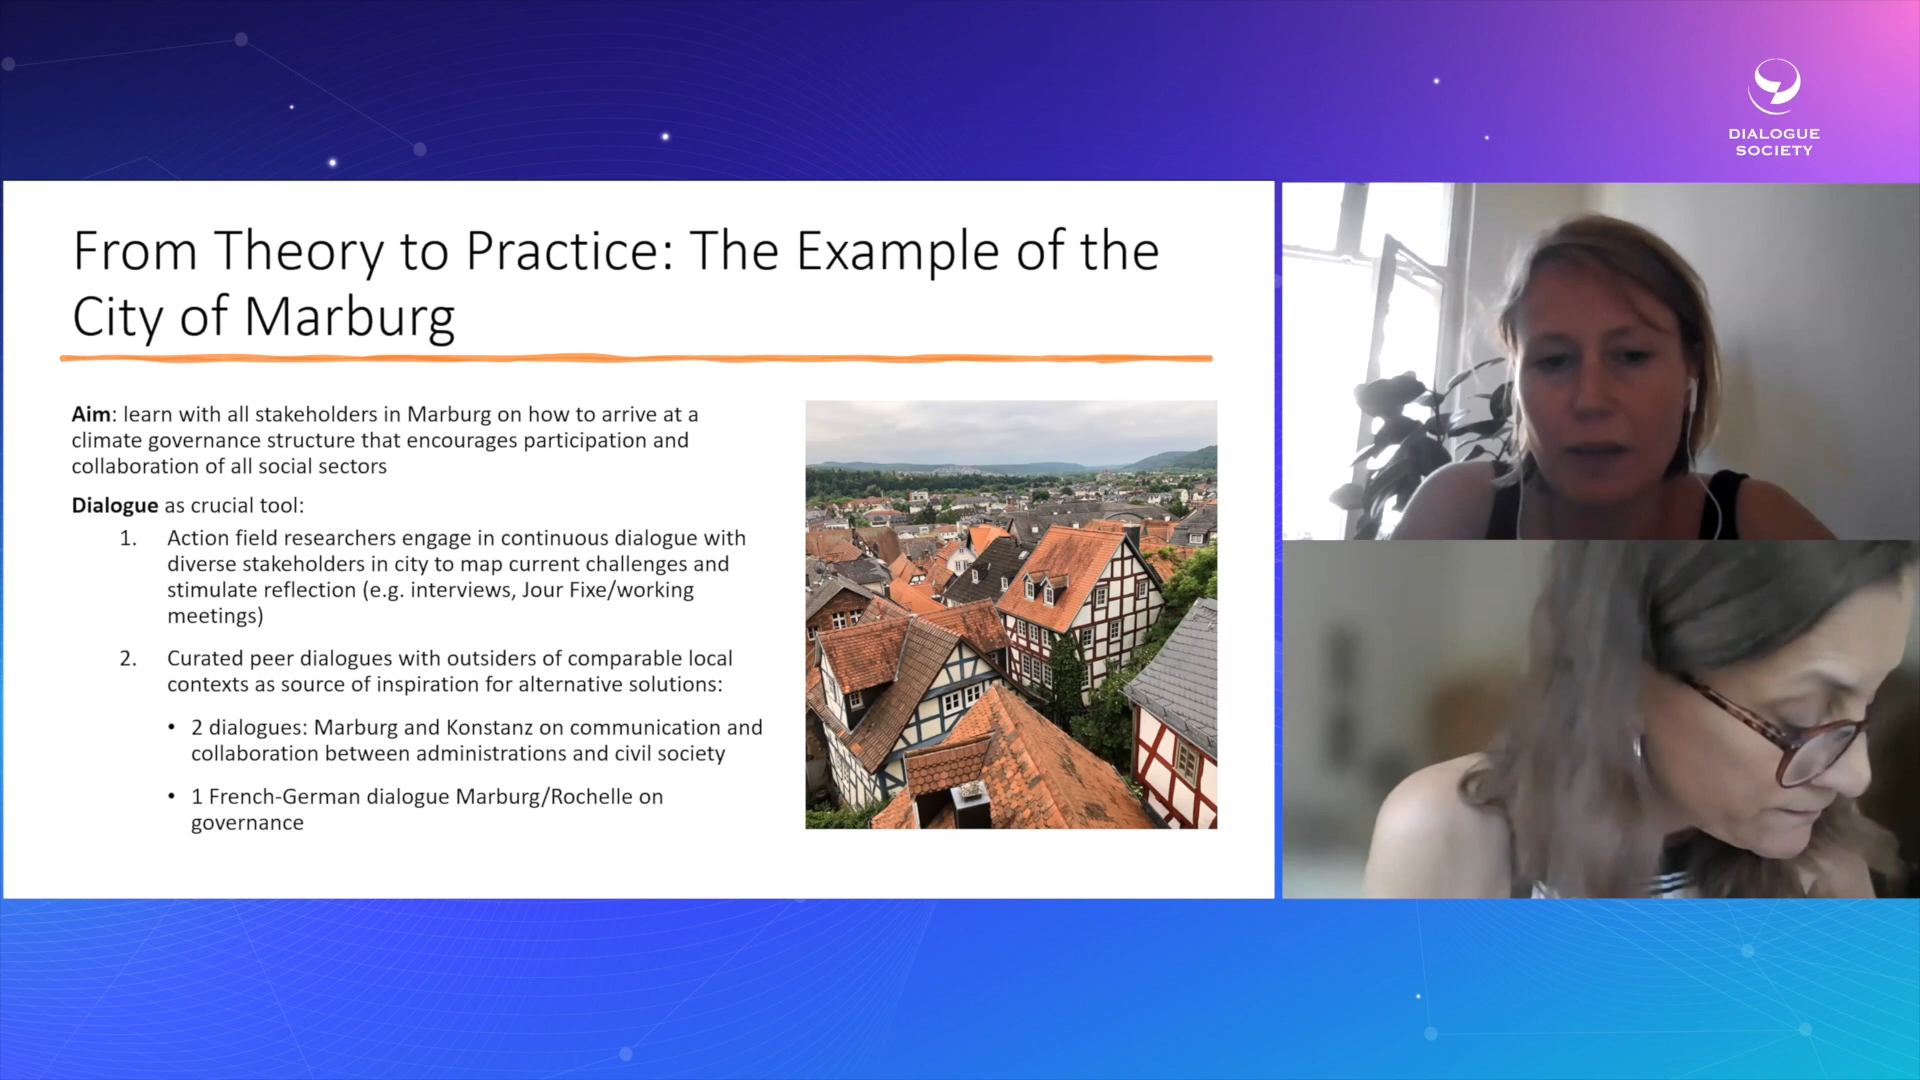 DIALOGUE
SOCIETY
From Theory to Practice: The Example of the
City of Marburg
Aim: learn with all stakeholders in Marburg on how to arrive at a
climate governance structure that encourages participation and
collaboration of all social sectors
Dialogue as crucial tool:
1. Action field researchers engage in continuous dialogue with
diverse stakeholders in city to map current challenges and
stimulate reflection (e.g. interviews, Jour Fixe/working
meetings)
2. Curated peer dialogues with outsiders of comparable local
contexts as source of inspiration for alternative solutions:
• 2 dialogues: Marburg and Konstanz on communication and
collaboration between administrations and civil society
• 1 French-German dialogue Marburg/Rochelle on
governance